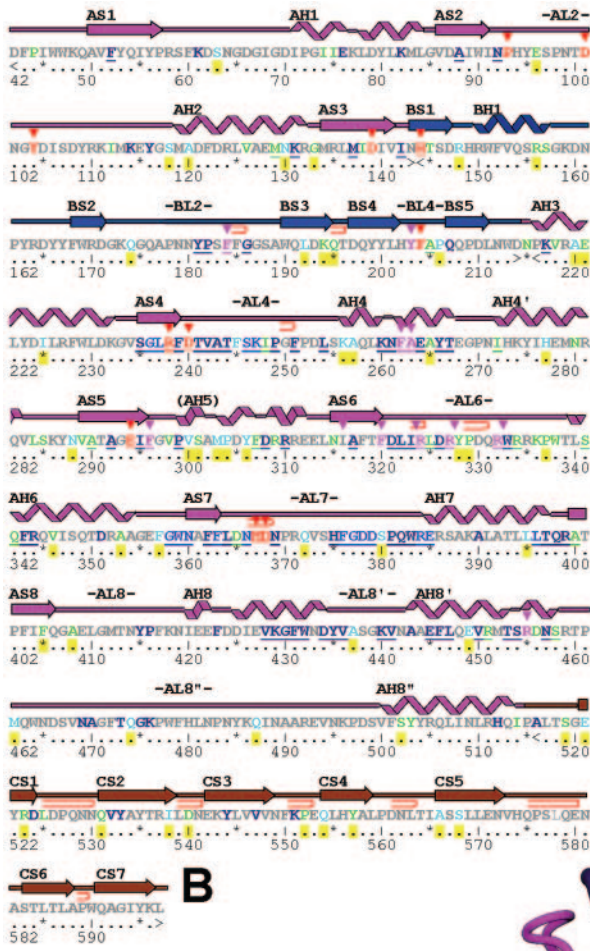 AS1 AH1 AS2 -AL2-
DFPIWWKQAVFYQIYPRSFKDSNGDGIGDIPGIIEKLDYLKMLGVDAIWINPHYESPNTD
42 50 60 70 80 90 100
AH2 AS3 BS1 BH1
NGYDISDYRKIMKEYGSMADFDRLVAEMNKRGMRLMIDIVINHTSDRHRWFVQSRSGKDN
102 110 120 130 140 150 160
BS2 -BL2- BS3 BS4 -BL4- BS5 AH3
PYRDYYFWRDGKQGQAPNNYPSFFGGSAWQLDKQTDQYYLHYFAPQQPDLNWDNPKVRAE
162 170 180 190 200 210 220
AS4 -AL4- AH4 AH4'
LYDILRFWLDKGVSGLRFDTVATFSKIPGFPDLSKAQLKNFAEAYTEGPNIHKYIHEMNR
222 230 240 250 260 270 280
AS5 (AH5) AS6 -AL6-
QVLSKYNVATAGEIFGVPVSAMPDYFDRRREELNIAFTFDLIRLDRYPDQRWRRKPWTLS
282 290 300 310 320 330 340
AH6 AS7 -AL7- AH7
QFRQVISQTDRAAGEFGWNAFFLDNMDNPRQVSHFGDDSPQWRERSAKALATLLLTQRAT
342 350 360 370 380 390 400
AS8 -AL8- AH8 -AL8'- AH8'
PFIFQGAELGMTNYPFKNIEEFDDIEVKGFWNDYVASGKVNAAEFLQEVRMTSRDNSRTP
402 410 420 430 440 450 460
-AL8"- AH8"
MQWNDSVNAGFTQGKPWFHLNPNYKQINAAREVNKPDSVFSYYRQLINLRHQIPALTSGE
462 470 480 490 500 510 520
CS1 CS2 CS3 CS4 CS5
YRDLDPQNNQVYAYTRILDNEKYLVVVNFKPEQLHYALPDNLTIASSLLENVHQPSLQEN
522 530 540 550 560 570 580
CS6 CS7 B
ASTLTLAPWQAGIYKL
582 590